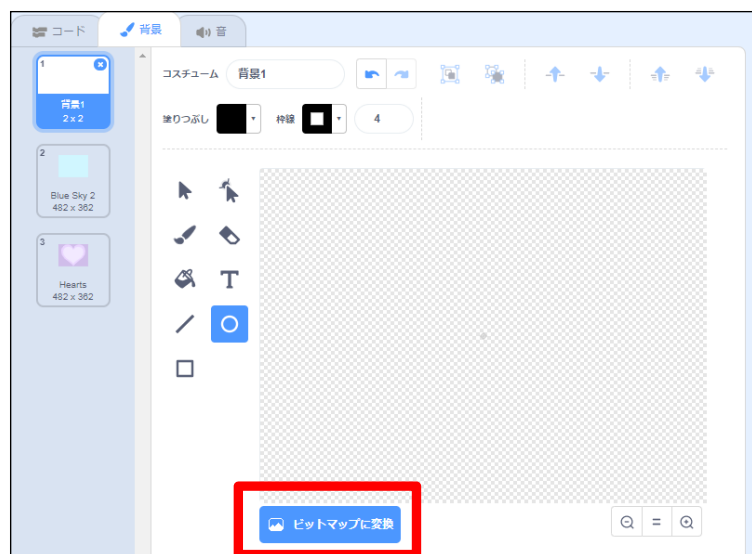 コード
背景
音
1
背景1
2 x 2
2
Blue Sky 2
482 x 362
3
Hearts
482 x 362
コスチューム 背景1
塗りつぶし 枠線 4
T
ビットマップに変換